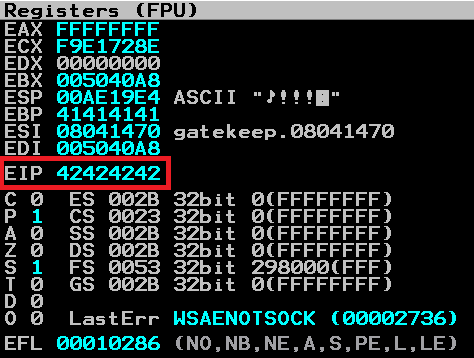 Registers (FPU)
EAX FFFFFFFF
ECX F9E1728E
EDX 00000000
EBX 005040A8
ESP 00AE19E4 ASCII "♪!!!"
EBP 41414141
ESI 08041470 gatekeep.08041470
EDI 005040A8
EIP 42424242
C 0 ES 002B 32bit 0(FFFFFFFF)
P 1 CS 0023 32bit 0(FFFFFFFF)
A 0 SS 002B 32bit 0(FFFFFFFF)
Z 0 DS 002B 32bit 0(FFFFFFFF)
S 1 FS 0053 32bit 298000(FFF)
T 0 GS 002B 32bit 0(FFFFFFFF)
D 0
O 0 LastErr WSAENOTSOCK (00002736)
EFL 00010286 (NO,NB,NE,A,S,PE,L,LE)